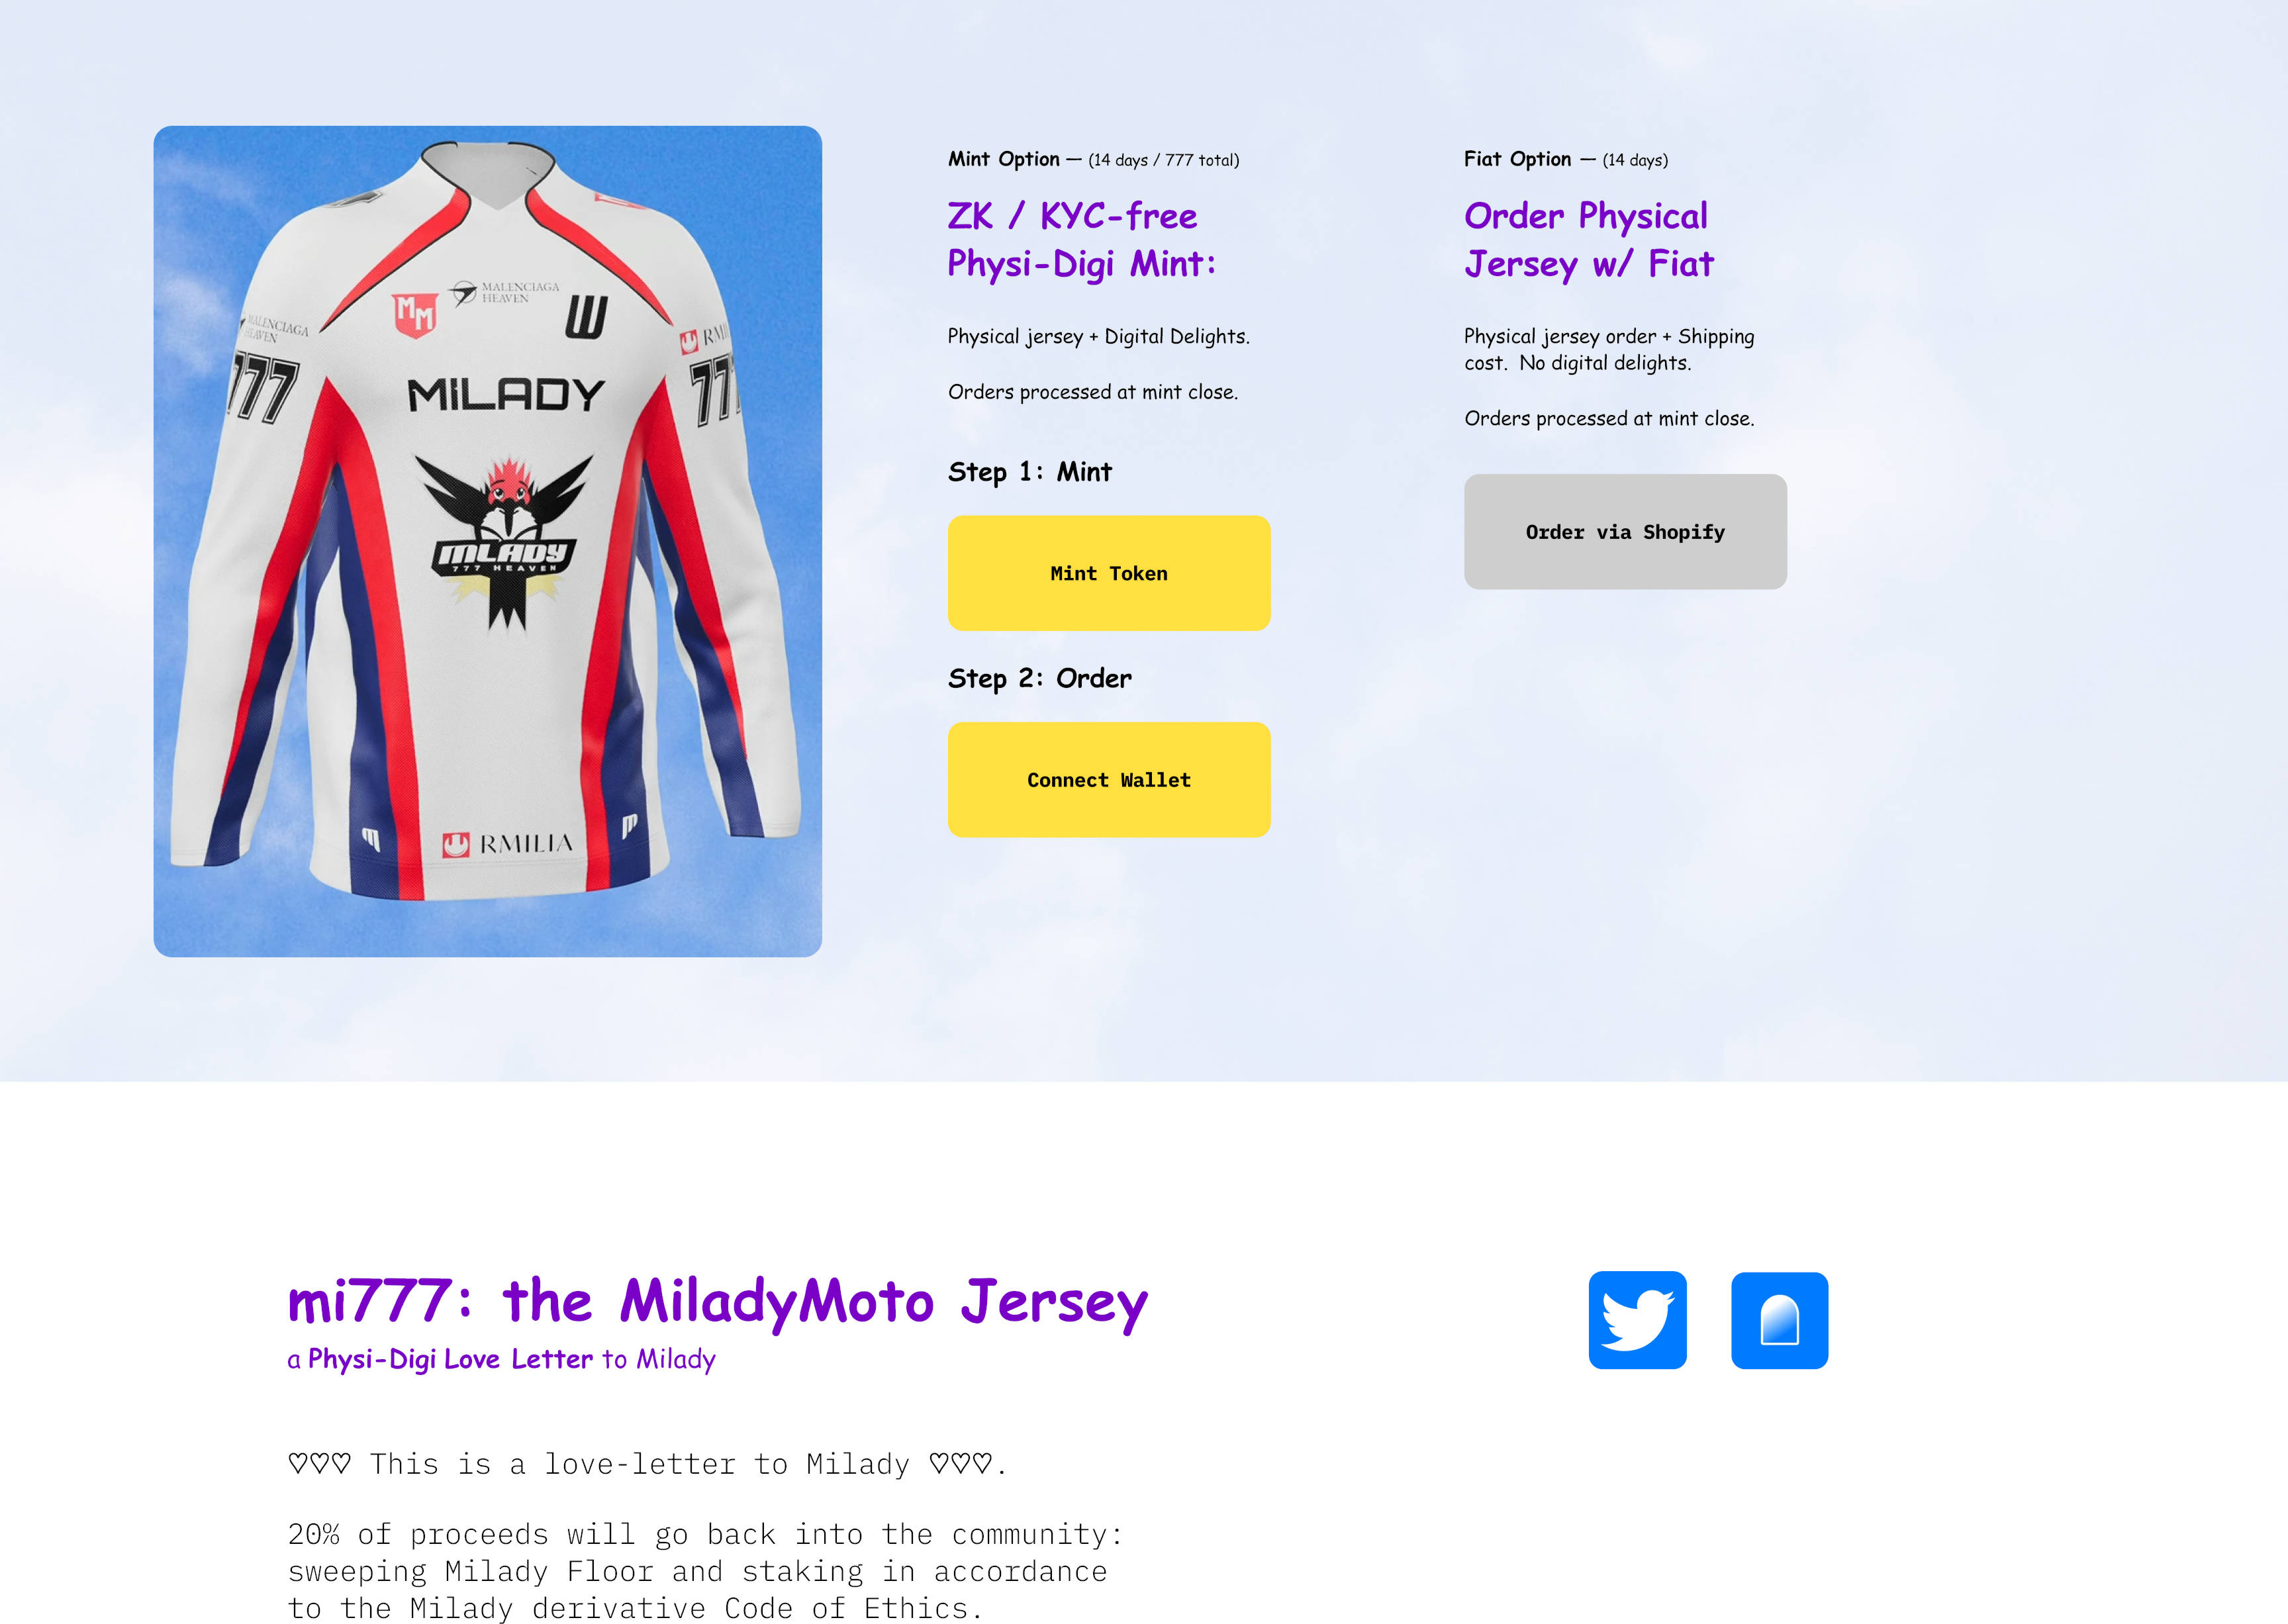 MALENCIAGA
HEAVEN
MM
W
MALENCIAGA
HEAVEN
777
MILADY
MLADY
777 HEAVEN
RMILIA
Mint Option — (14 days / 777 total)
ZK / KYC-free
Physi-Digi Mint:
Physical jersey + Digital Delights.
Orders processed at mint close.
Step 1: Mint
Mint Token
Step 2: Order
Connect Wallet
Fiat Option — (14 days)
Order Physical
Jersey w/ Fiat
Physical jersey order + Shipping
cost.  No digital delights.
Orders processed at mint close.
Order via Shopify
mi777: the MiladyMoto Jersey
a Physi-Digi Love Letter to Milady
♡♡♡ This is a love-letter to Milady ♡♡♡.
20% of proceeds will go back into the community:
sweeping Milady Floor and staking in accordance
to the Milady derivative Code of Ethics.